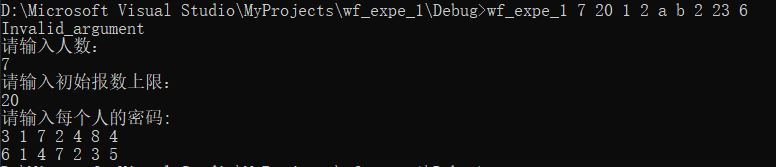 D:\Microsoft Visual Studio\MyProjects\wf_expe_1\Debug>wf_expe_1 7 20 1 2 a b 2 23 6
Invalid_argument
请输入人数：
7
请输入初始报数上限：
20
请输入每个人的密码:
3 1 7 2 4 8 4
6 1 4 7 2 3 5